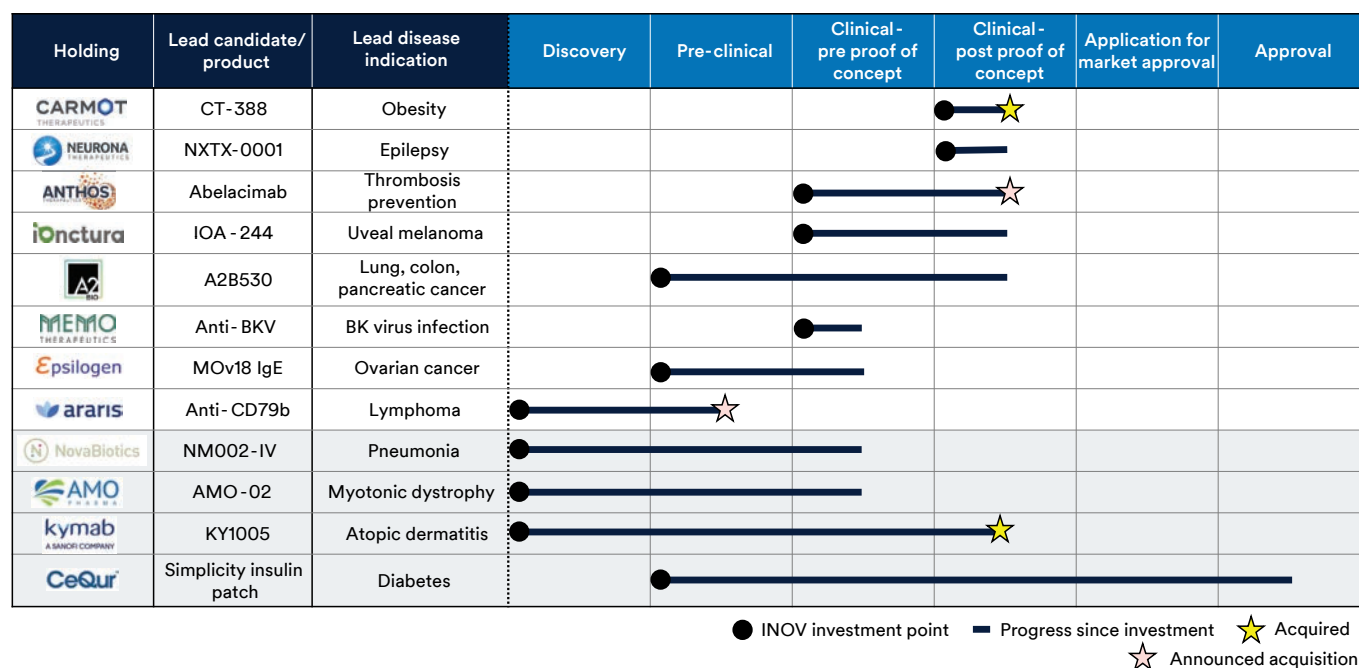 Holding
Lead candidate/
product
Lead disease
indication
Discovery
Pre-clinical
Clinical-
pre proof of
concept
Clinical-
post proof of
concept
Application for
market approval
Approval
CARMOT
THERAPEUTICS
CT-388
Obesity
NEURONA
THERAPEUTICS
NXTX-0001
Epilepsy
ANTHOS
THERAPEUTICS
Abelacimab
Thrombosis
prevention
iOnctura
IOA-244
Uveal melanoma
A2
BIO
A2B530
Lung, colon,
pancreatic cancer
MEMO
THERAPEUTICS
Anti-BKV
BK virus infection
Epsilogen
MOv18 IgE
Ovarian cancer
araris
Anti-CD79b
Lymphoma
N NovaBiotics
NM002-IV
Pneumonia
AMO
PHARMA
AMO-02
Myotonic dystrophy
kymab
A SANOFI COMPANY
KY1005
Atopic dermatitis
CeQur
Simplicity insulin
patch
Diabetes
INOV investment point
Progress since investment
Acquired
Announced acquisition